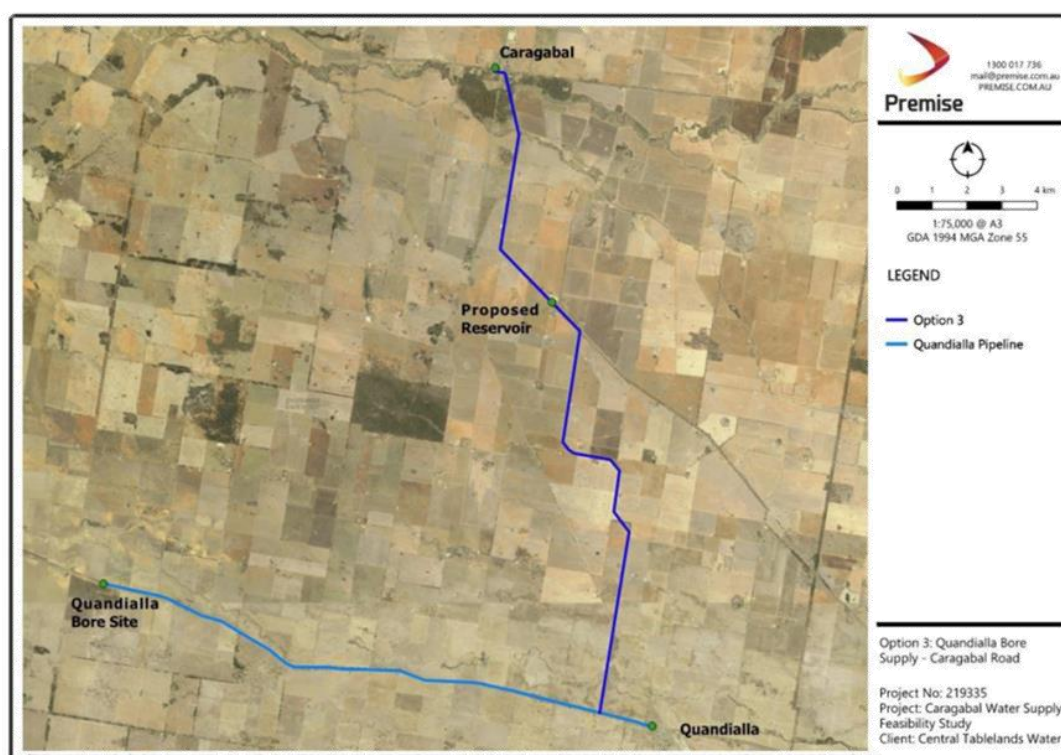 Caragabal
Proposed
Reservoir
Quandialla
Bore Site
Quandialla
Premise
1300 017 736
mail@premise.com.au
PREMISE.COM.AU
0 1 2 3 4 km
1:75,000 @ A3
GDA 1994 MGA Zone 55
LEGEND
Option 3
Quandialla Pipeline
Option 3: Quandialla Bore
Supply - Caragabal Road
Project No: 219335
Project: Caragabal Water Supply
Feasibility Study
Client: Central Tablelands Water